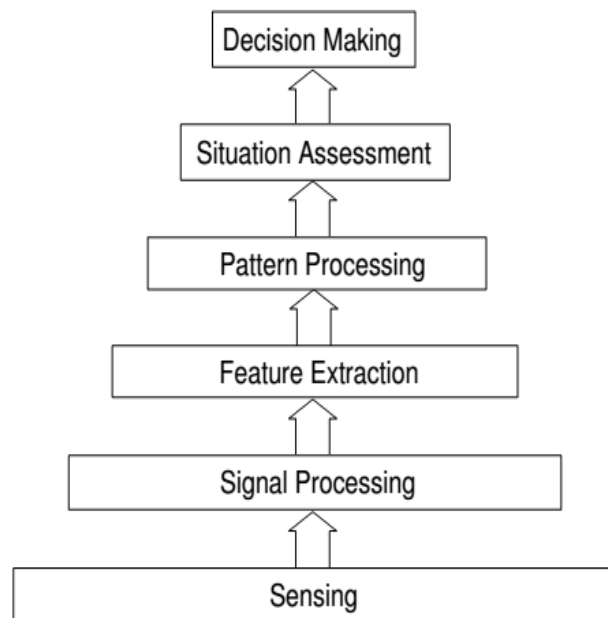 Decision Making
Situation Assessment
Pattern Processing
Feature Extraction
Signal Processing
Sensing